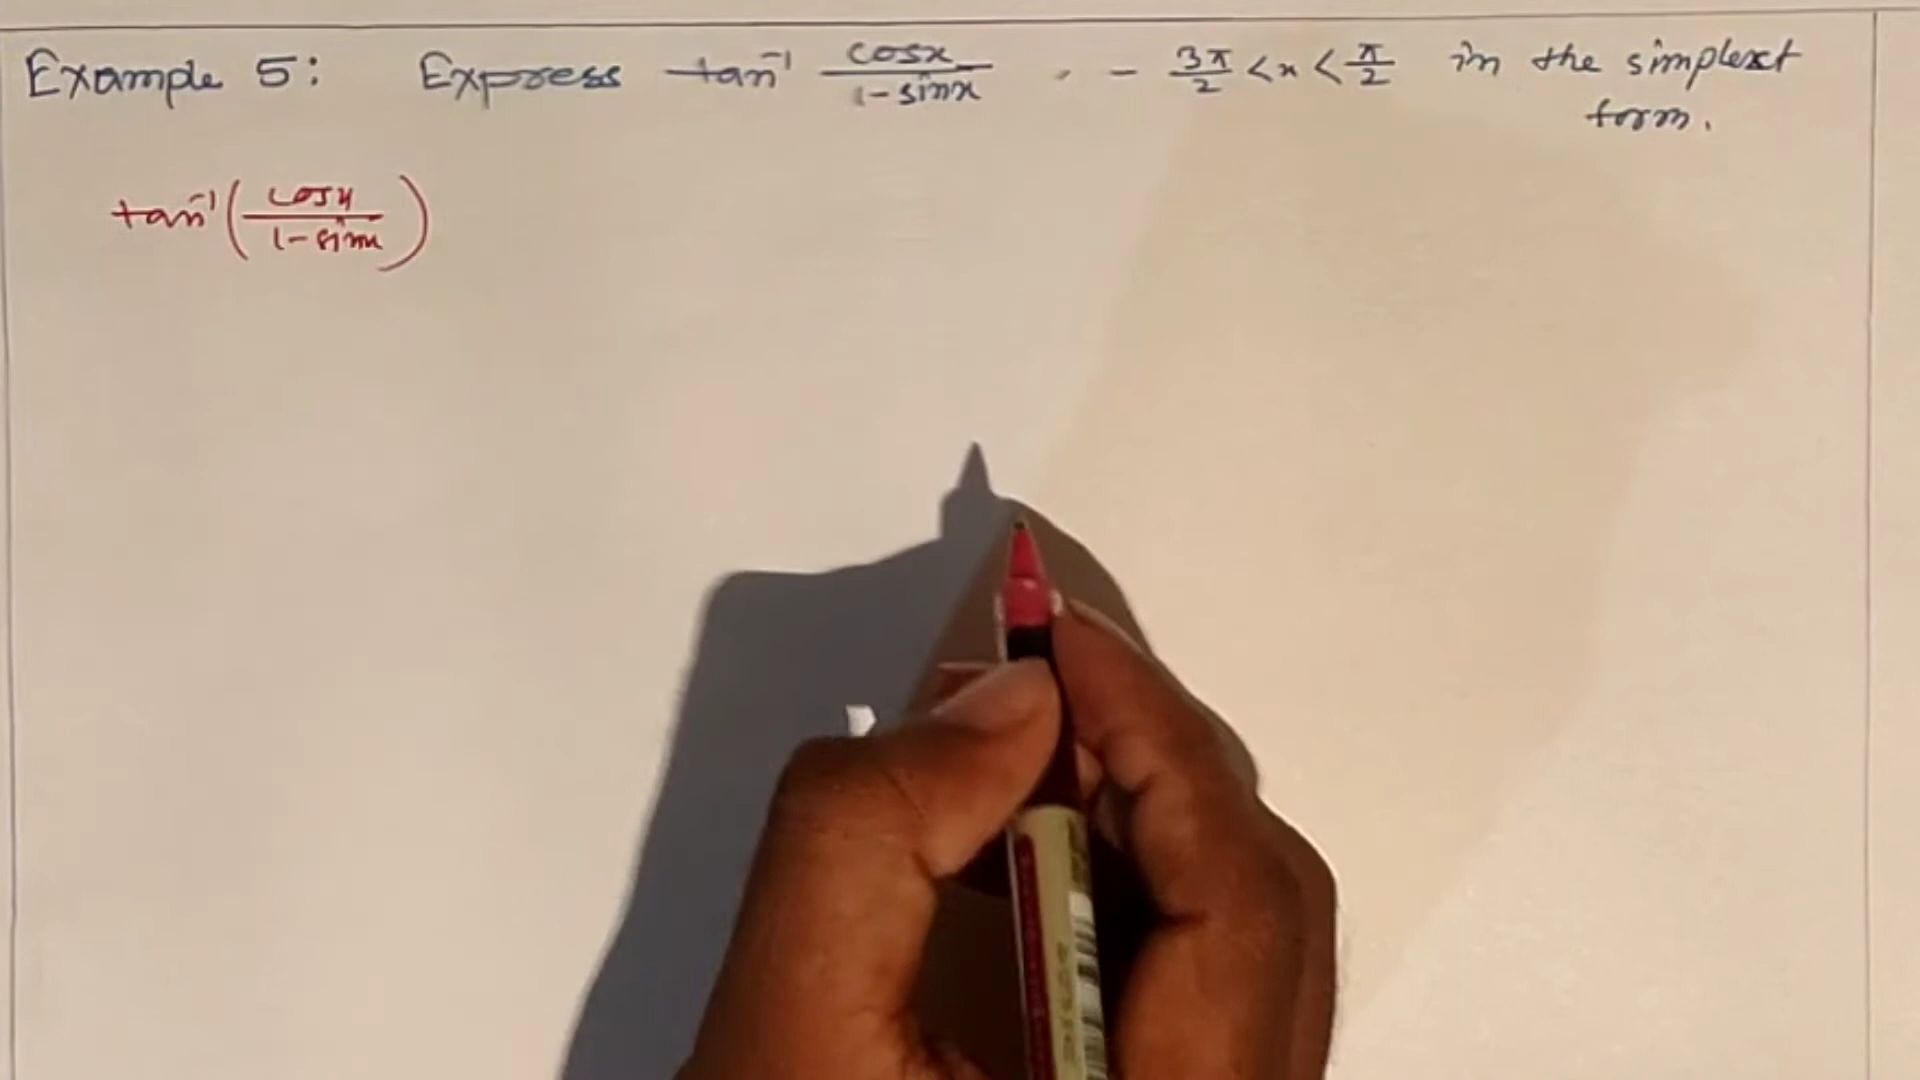 Example 5: Express tan⁻¹ cosx/1-sinx, -3π/2 < x < π/2 in the simplest
form.
tan⁻¹(cosx/1-sinx)